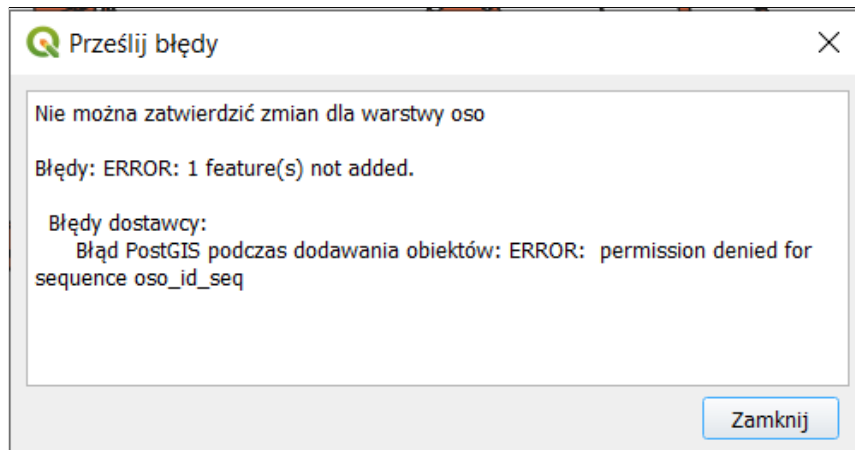 Prześlij błędy
Nie można zatwierdzić zmian dla warstwy oso
Błędy: ERROR: 1 feature(s) not added.
Błędy dostawcy:
Błąd PostGIS podczas dodawania obiektów: ERROR: permission denied for
sequence oso_id_seq
Zamknij